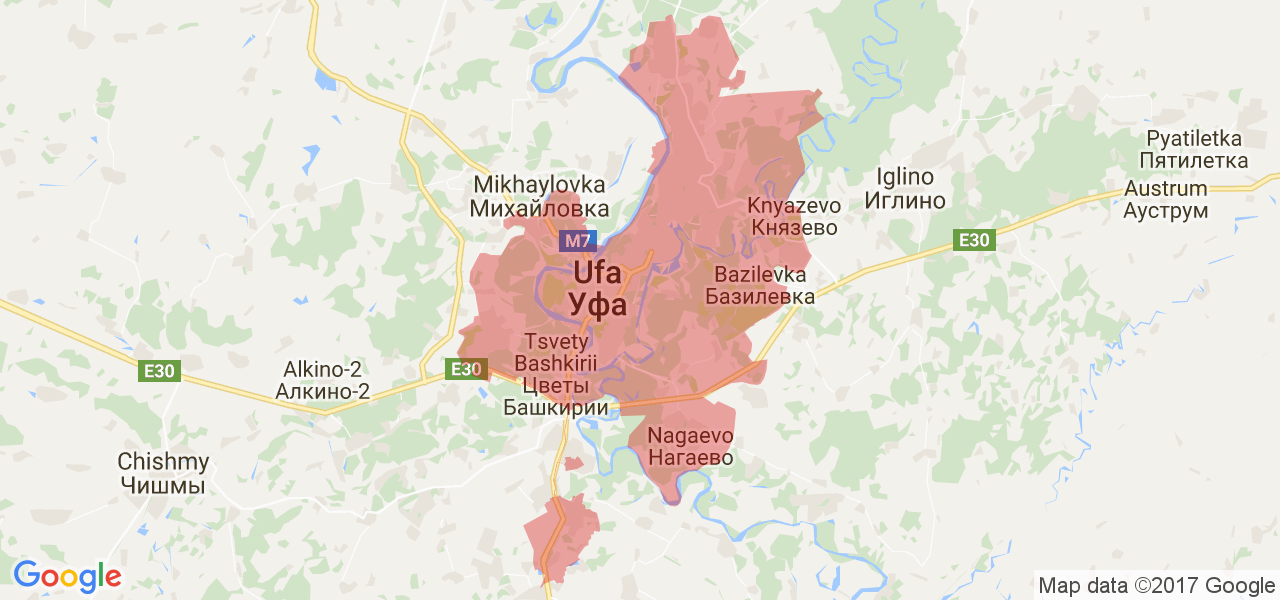 Pyatiletka
Пятилетка
Mikhaylovka
Михайловка
Iglino
Иглино
Austrum
Ауструм
Knyazevo
Князево
M7
E30
Ufa
Уфа
Bazilevka
Базилевка
Tsvety
Bashkirii
Цветы
Башкирии
E30
E30
Alkino-2
Алкино-2
Nagaevo
Нагаево
Chishmy
Чишмы
Google
Map data ©2017 Google